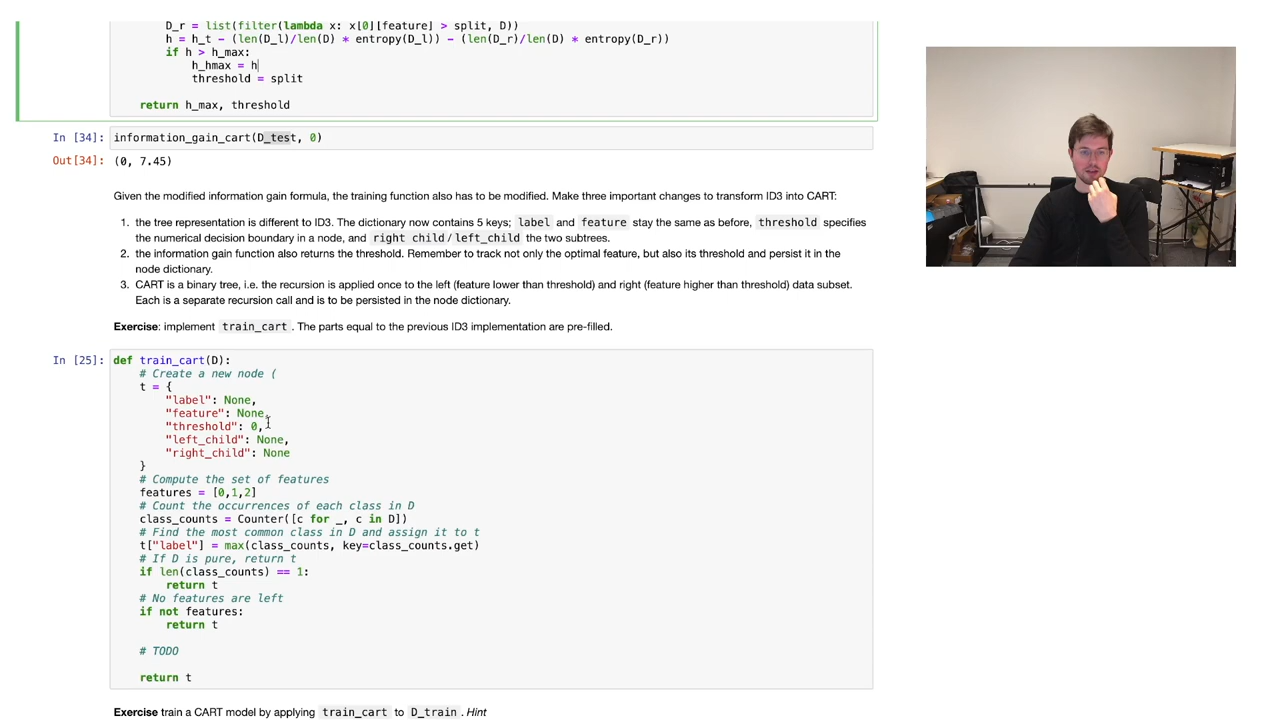 D_r = list(filter(lambda x: x[0][feature] > split, D))
h = h_t - (len(D_l)/len(D) * entropy(D_l)) - (len(D_r)/len(D) * entropy(D_r))
if h > h_max:
h_hmax = h
threshold = split
return h_max, threshold
In [34]: information_gain_cart(D_test, 0)
Out[34]: (0, 7.45)
Given the modified information gain formula, the training function also has to be modified. Make three important changes to transform ID3 into CART:
1. the tree representation is different to ID3. The dictionary now contains 5 keys; label and feature stay the same as before, threshold specifies
the numerical decision boundary in a node, and right child / left_child the two subtrees.
2. the information gain function also returns the threshold. Remember to track not only the optimal feature, but also its threshold and persist it in the
node dictionary.
3. CART is a binary tree, i.e. the recursion is applied once to the left (feature lower than threshold) and right (feature higher than threshold) data subset.
Each is a separate recursion call and is to be persisted in the node dictionary.
Exercise: implement train_cart . The parts equal to the previous ID3 implementation are pre-filled.
In [25]: def train_cart(D):
# Create a new node (
t = {
"label": None,
"feature": None,
"threshold": 0,
"left_child": None,
"right_child": None
}
# Compute the set of features
features = [0,1,2]
# Count the occurrences of each class in D
class_counts = Counter([c for _, c in D])
# Find the most common class in D and assign it to t
t["label"] = max(class_counts, key=class_counts.get)
# If D is pure, return t
if len(class_counts) == 1:
return t
# No features are left
if not features:
return t
# TODO
return t
Exercise train a CART model by applying train_cart to D_train . Hint